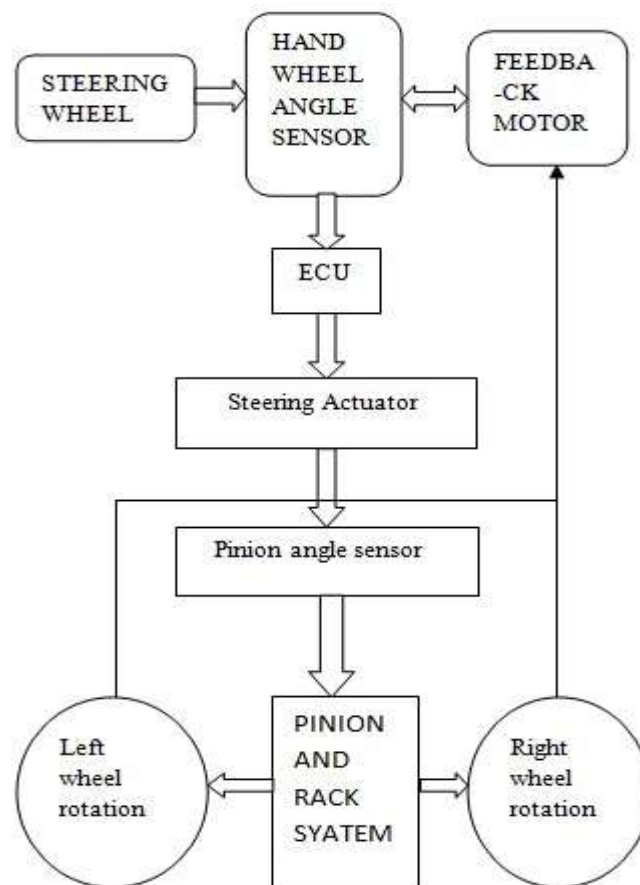 STEERING
WHEEL
HAND
WHEEL
ANGLE
SENSOR
FEEDBA
-CK
MOTOR
ECU
Steering Actuator
Pinion angle sensor
Left
wheel
rotation
PINION
AND
RACK
SYATEM
Right
wheel
rotation